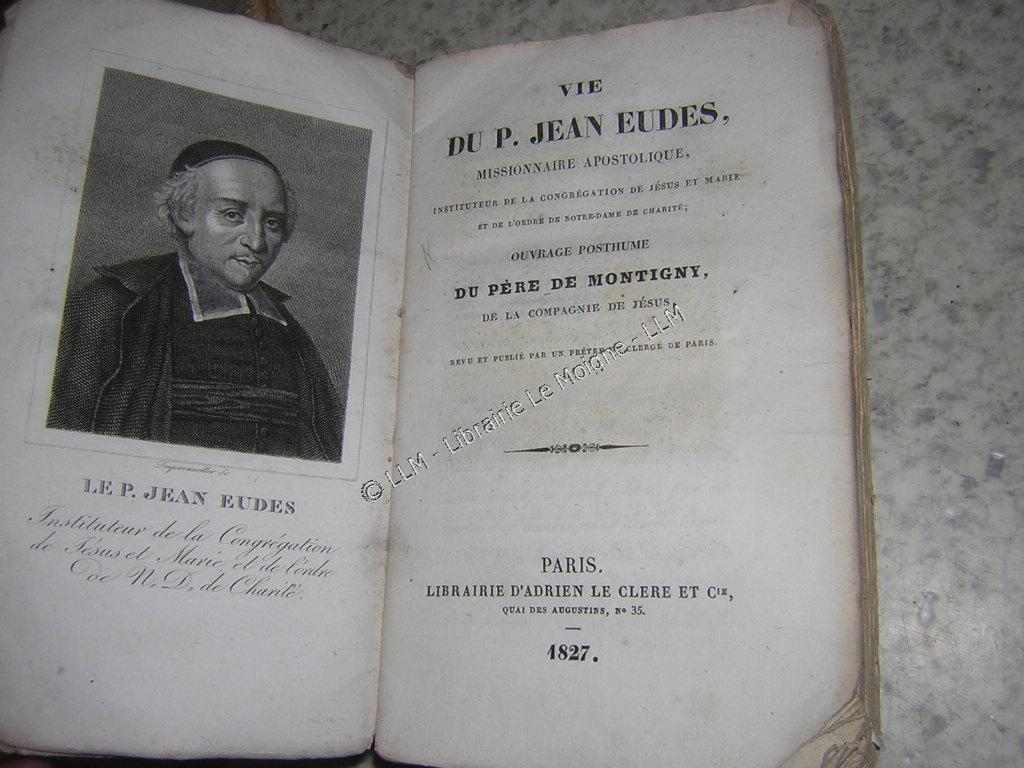 LE P. JEAN EUDES
Instituteur de la Congrégation
de Jésus et Marie, et de l'ordre
de N. D. de Charité.
VIE
DU P. JEAN EUDES,
MISSIONNAIRE APOSTOLIQUE,
INSTITUTEUR DE LA CONGRÉGATION DE JÉSUS ET MARIE
ET DE L'ORDRE DE NOTRE-DAME DE CHARITÉ;
OUVRAGE POSTHUME
DU PÈRE DE MONTIGNY,
DE LA COMPAGNIE DE JÉSUS,
REVU ET PUBLIÉ PAR UN PRÊTRE DU CLERGÉ DE PARIS.
PARIS.
LIBRAIRIE D'ADRIEN LE CLERE ET CIE,
QUAI DES AUGUSTINS, No 35.
1827.
© LLM - Librairie Le Moigne - LLM